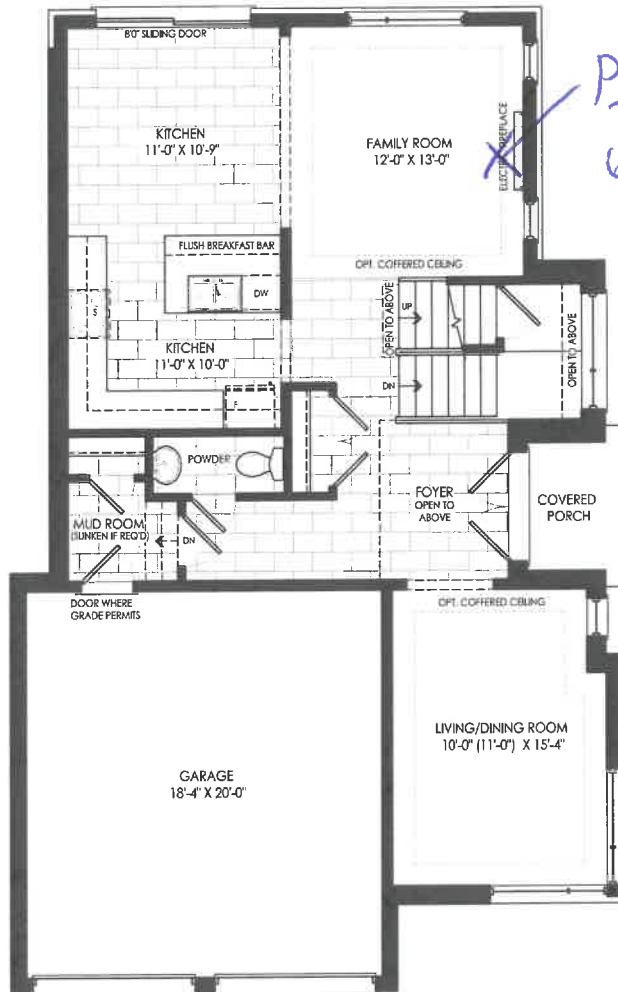 8'0" SLIDING DOOR
KITCHEN
11'-0" X 10'-9"
FAMILY ROOM
12'-0" X 13'-0"
FLUSH BREAKFAST BAR
DW
OPT. COFFERED CEILING
S
UP
OPEN TO ABOVE
OPEN TO ABOVE
KITCHEN
11'-0" X 10'-0"
DN
F
POWDER
FOYER
OPEN TO
ABOVE
COVERED
PORCH
MUD ROOM
(SUNKEN IF REQ'D)
DN
DOOR WHERE
GRADE PERMITS
OPT. COFFERED CEILING
LIVING/DINING ROOM
10'-0" (11'-0") X 15'-4"
GARAGE
18'-4" X 20'-0"